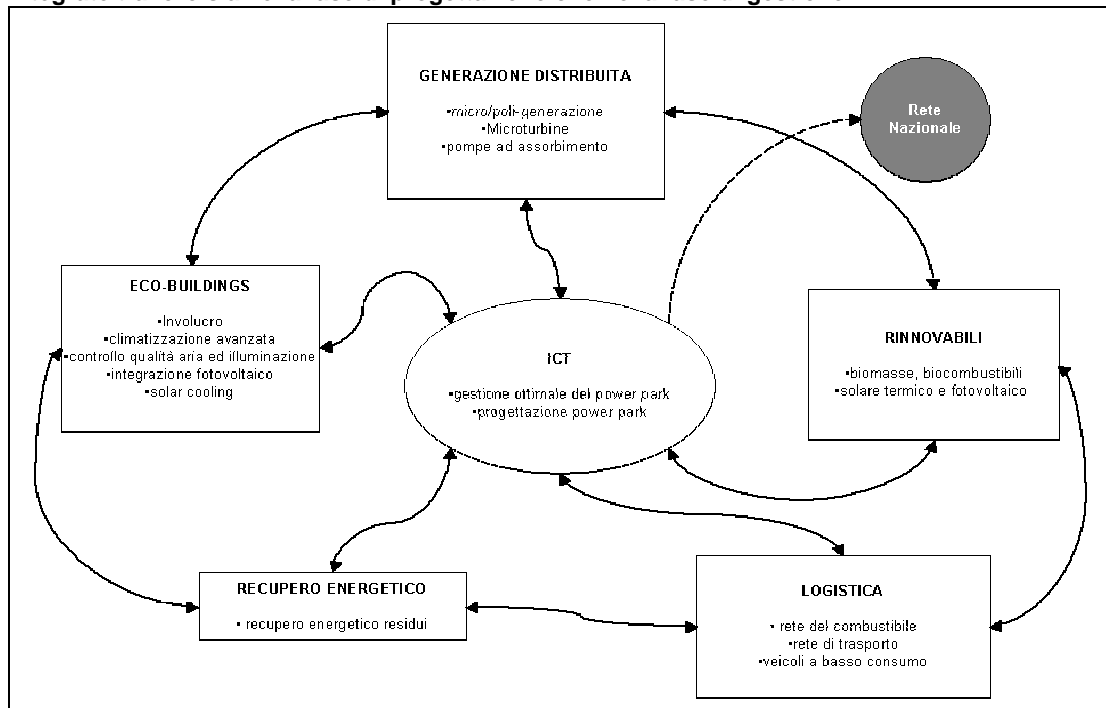 GENERAZIONE DISTRIBUITA
•micro/poli-generazione
•Microturbine
•pompe ad assorbimento
Rete
Nazionale
ECO-BUILDINGS
•Involucro
•climatizzazione avanzata
•controllo qualità aria ed illuminazione
•integrazione fotovoltaico
•solar cooling
ICT
•gestione ottimale del power park
•progettazione power park
RINNOVABILI
•biomasse, biocombustibili
•solare termico e fotovoltaico
RECUPERO ENERGETICO
• recupero energetico residui
LOGISTICA
• rete del combustibile
•rete di trasporto
•veicoli a basso consumo